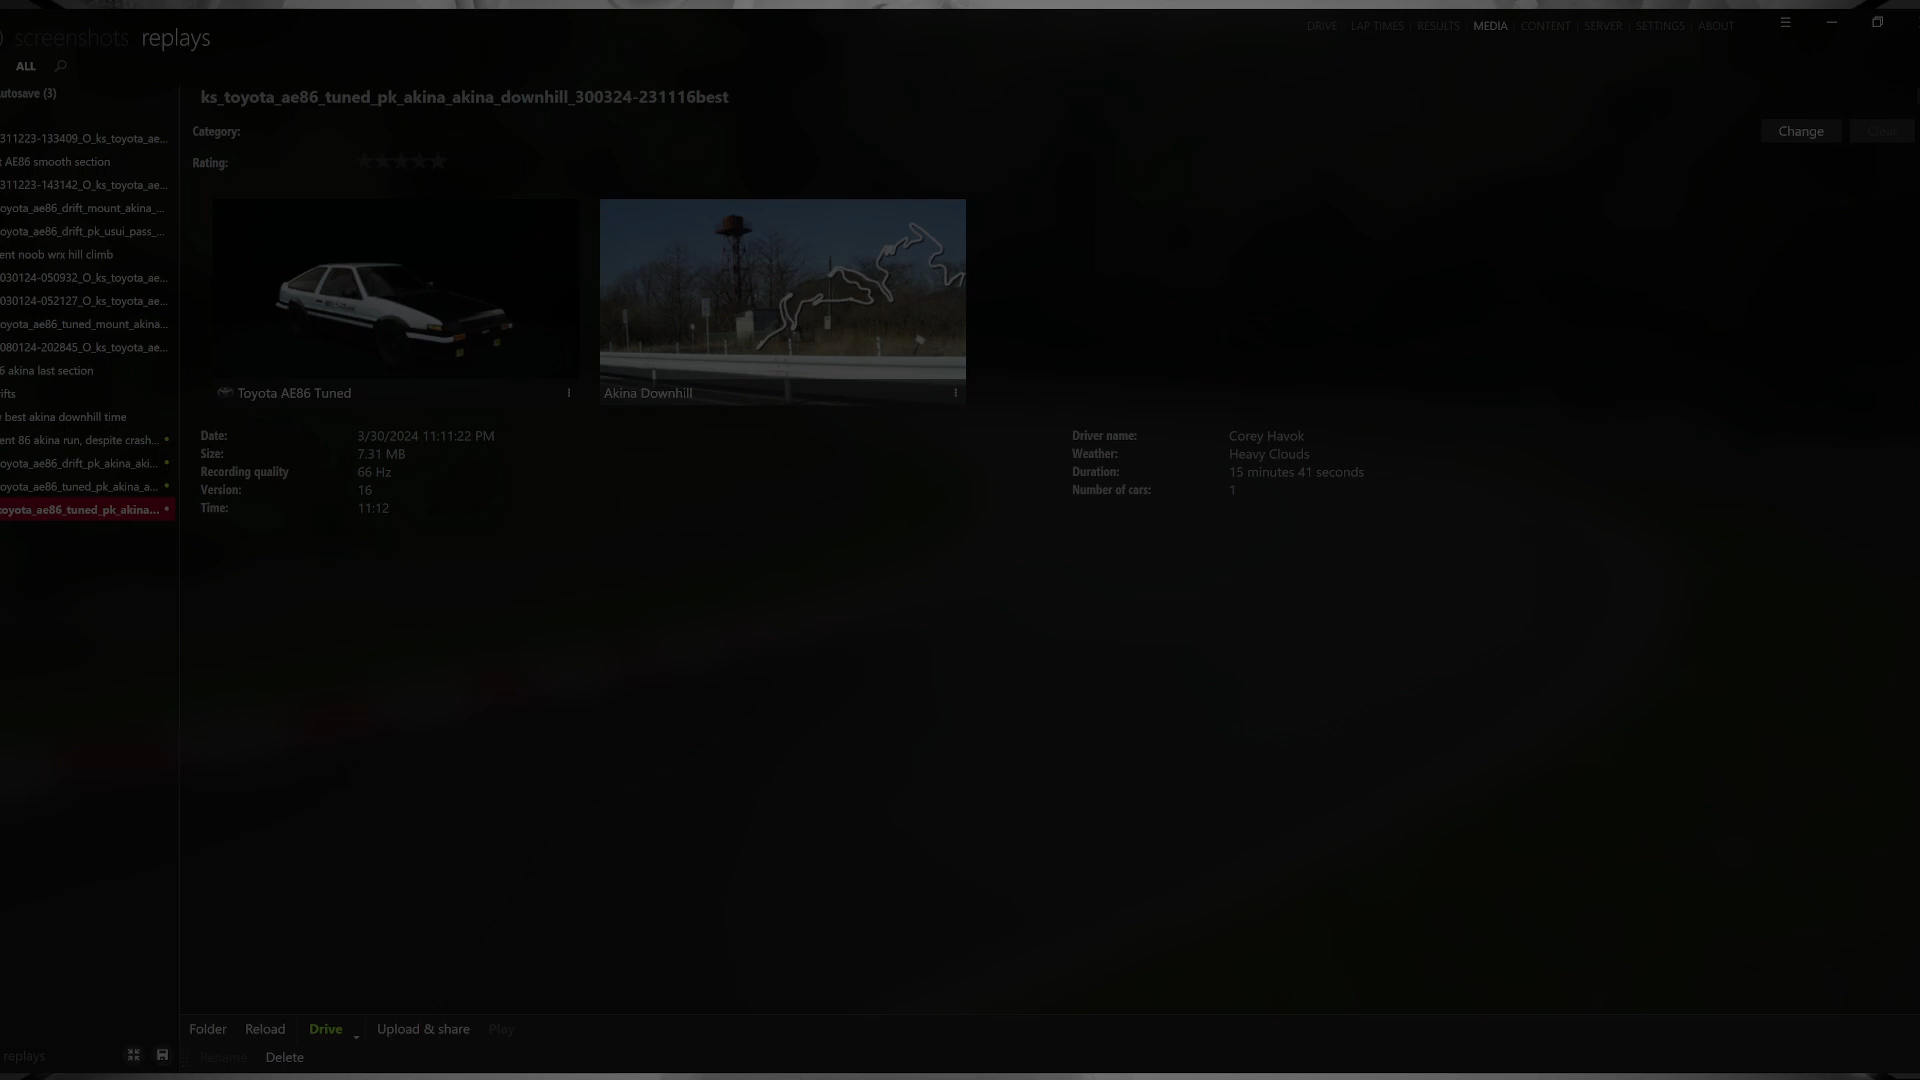 screenshots replays
DRIVE | LAP TIMES | RESULTS | MEDIA | CONTENT | SERVER | SETTINGS | ABOUT
ALL
utosave (3)
311223-133409_O_ks_toyota_ae...
t AE86 smooth section
311223-143142_O_ks_toyota_ae...
oyota_ae86_drift_mount_akina_...
oyota_ae86_drift_pk_usui_pass_...
ent noob wrx hill climb
030124-050932_O_ks_toyota_ae...
030124-052127_O_ks_toyota_ae...
oyota_ae86_tuned_mount_akina...
080124-202845_O_ks_toyota_ae...
6 akina last section
ifts
best akina downhill time
ent 86 akina run, despite crash...
oyota_ae86_drift_pk_akina_aki...
oyota_ae86_tuned_pk_akina_a...
toyota_ae86_tuned_pk_akina...
replays
ks_toyota_ae86_tuned_pk_akina_akina_downhill_300324-231116best
Category:
Change
Clear
Rating:
Toyota AE86 Tuned
Akina Downhill
Date: 3/30/2024 11:11:22 PM
Size: 7.31 MB
Recording quality 66 Hz
Version: 16
Time: 11:12
Driver name: Corey Havok
Weather: Heavy Clouds
Duration: 15 minutes 41 seconds
Number of cars: 1
Folder Reload Drive Upload & share Play
Rename Delete